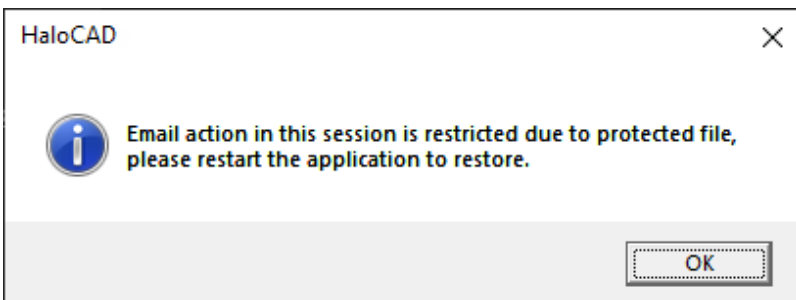 HaloCAD
Email action in this session is restricted due to protected file,
please restart the application to restore.
OK